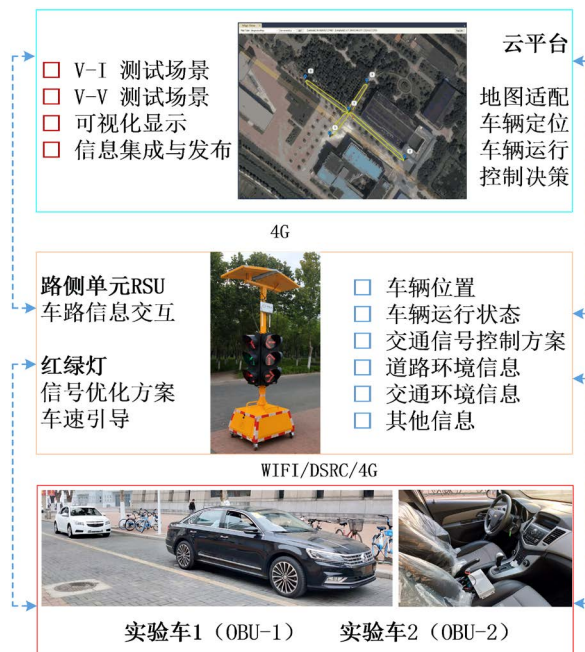 云平台
□ V-I 测试场景
□ V-V 测试场景
□ 可视化显示
□ 信息集成与发布
地图适配
车辆定位
车辆运行
控制决策
4G
路侧单元RSU
车路信息交互
红绿灯
信号优化方案
车速引导
□ 车辆位置
□ 车辆运行状态
□ 交通信号控制方案
□ 道路环境信息
□ 交通环境信息
□ 其他信息
WIFI/DSRC/4G
实验车1（OBU-1） 实验车2（OBU-2）